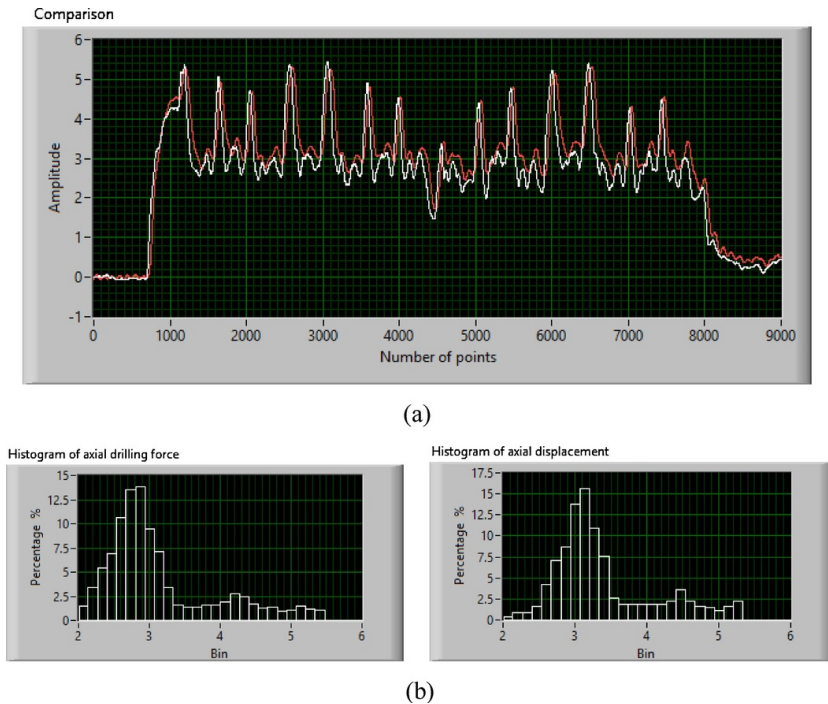 Comparison
Amplitude
6
5
4
3
2
1
0
-1
0 1000 2000 3000 4000 5000 6000 7000 8000 9000
Number of points
(a)
Histogram of axial drilling force
Percentage %
15
12.5
10
7.5
5
2.5
0
2 3 4 5 6
Bin
Histogram of axial displacement
Percentage %
17.5
15
12.5
10
7.5
5
2.5
0
2 3 4 5 6
Bin
(b)